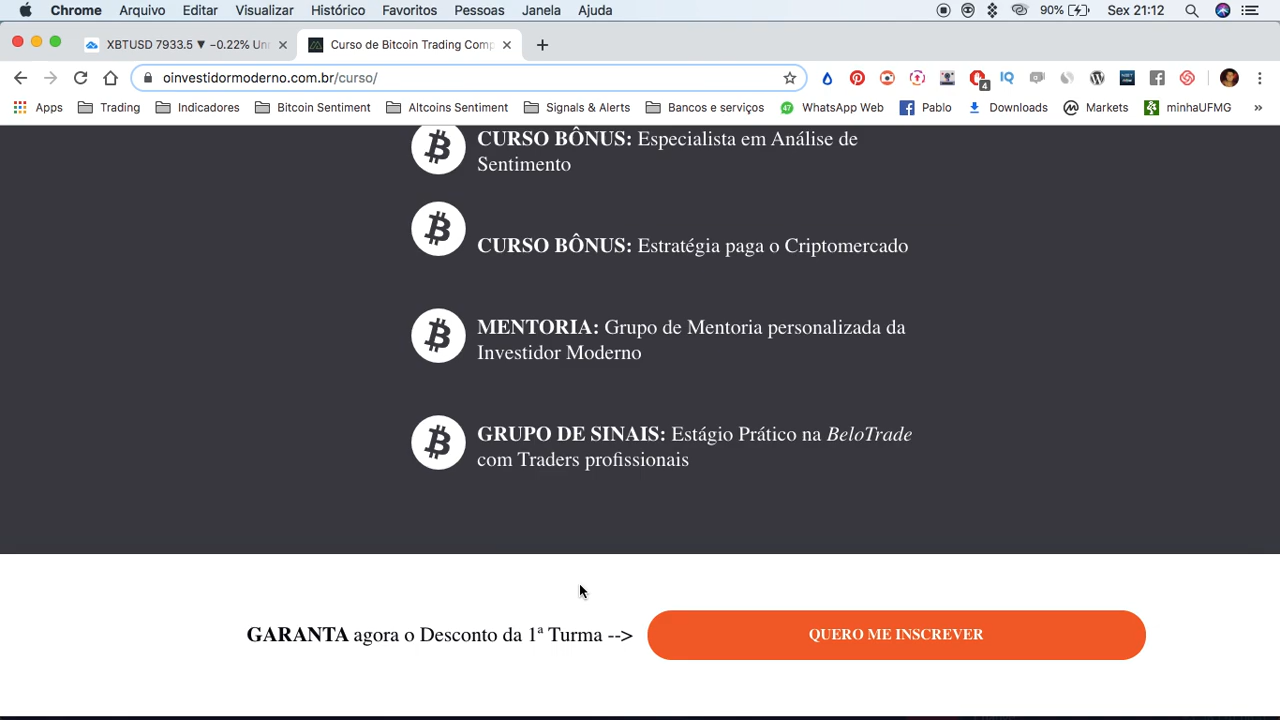 Chrome Arquivo Editar Visualizar Histórico Favoritos Pessoas Janela Ajuda 90% Sex 21:12
XBTUSD 7933.5 ▼ −0.22% Un
Curso de Bitcoin Trading Comp
oinvestidormoderno.com.br/curso/
4
IQ
Apps Trading Indicadores Bitcoin Sentiment Altcoins Sentiment Signals & Alerts Bancos e serviços 47 WhatsApp Web Pablo Downloads Markets minhaUFMG »
CURSO BÔNUS: Especialista em Análise de
Sentimento
CURSO BÔNUS: Estratégia paga o Criptomercado
MENTORIA: Grupo de Mentoria personalizada da
Investidor Moderno
GRUPO DE SINAIS: Estágio Prático na BeloTrade
com Traders profissionais
GARANTA agora o Desconto da 1ª Turma -->
QUERO ME INSCREVER